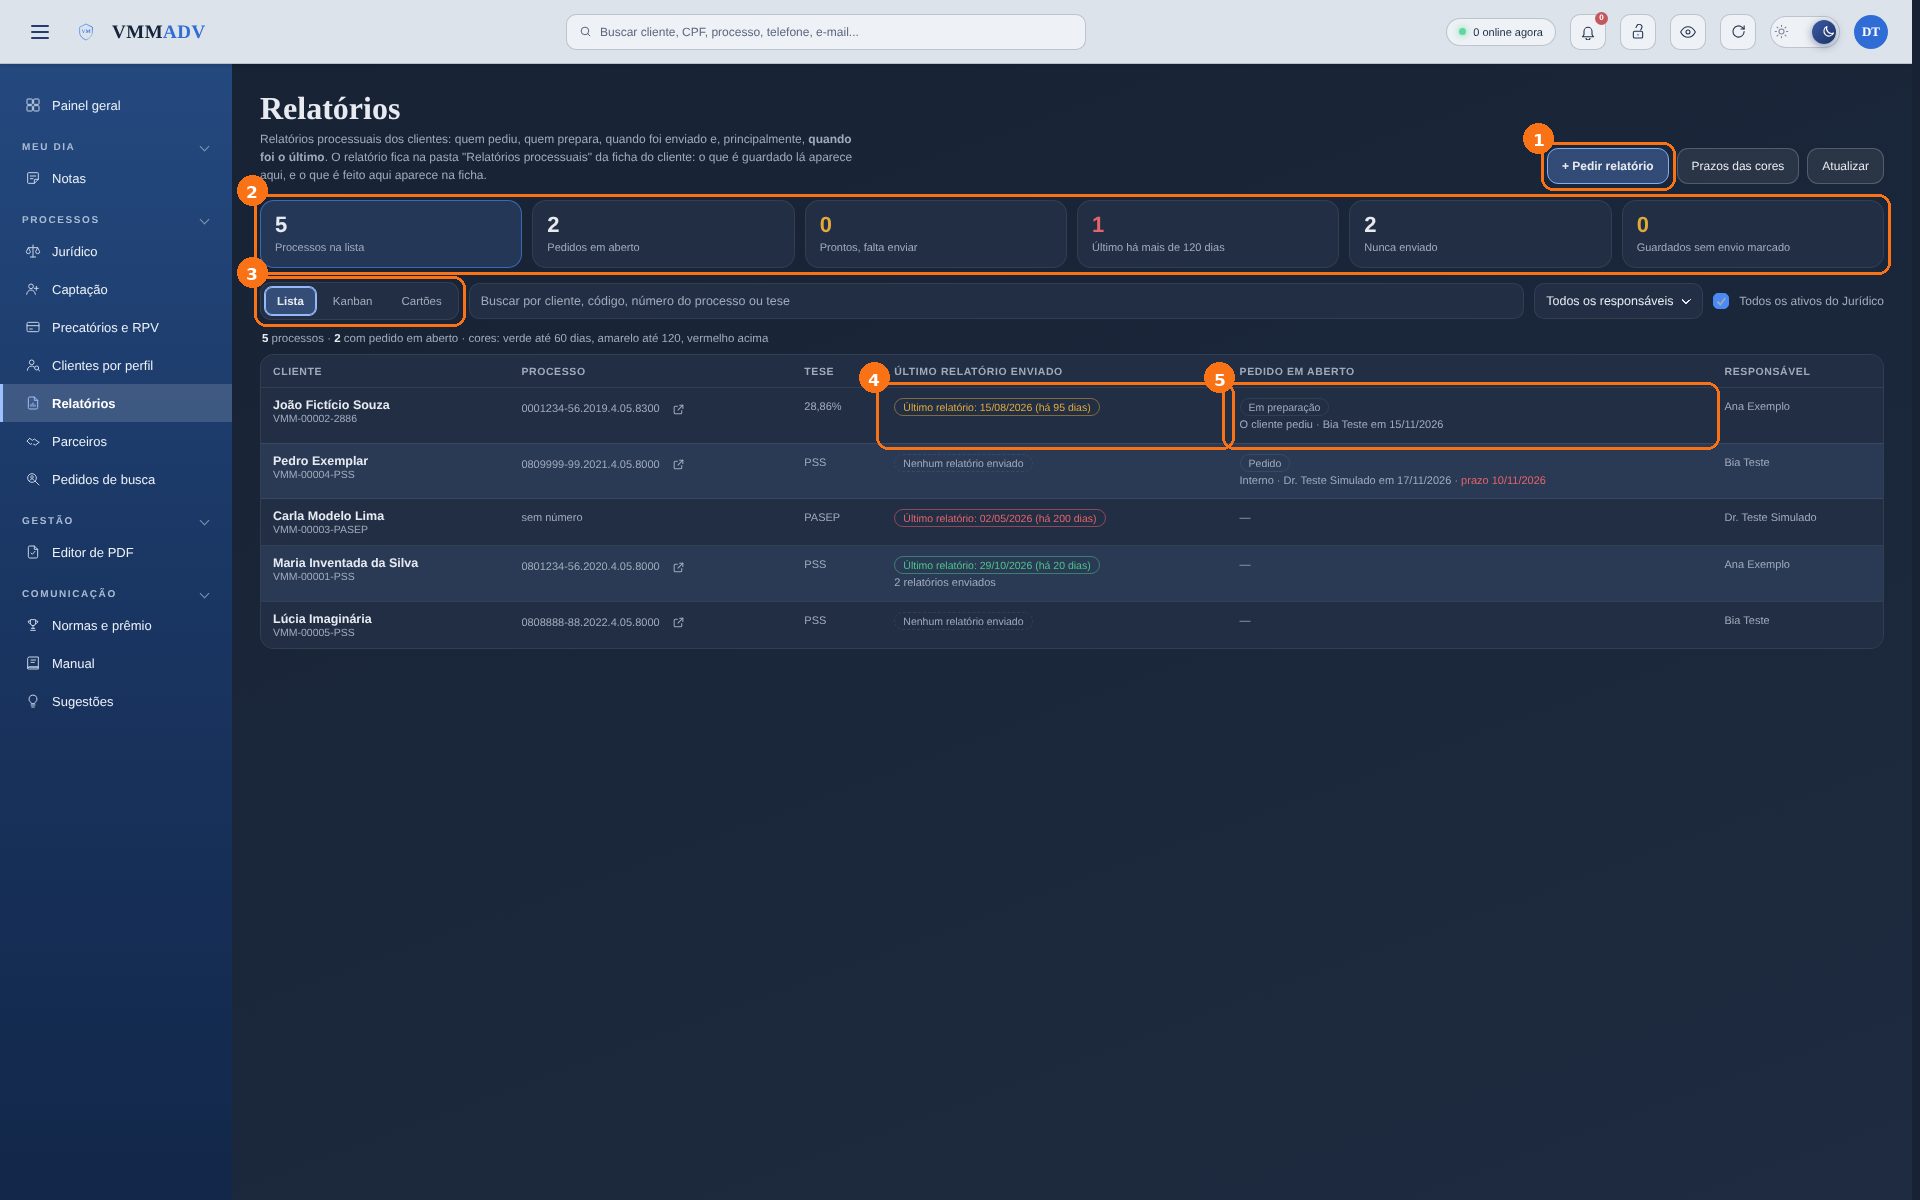 VMMADV
Buscar cliente, CPF, processo, telefone, e-mail...
0 online agora
0
DT
Painel geral
MEU DIA
Notas
PROCESSOS
Jurídico
Captação
Precatórios e RPV
Clientes por perfil
Relatórios
Parceiros
Pedidos de busca
GESTÃO
Editor de PDF
COMUNICAÇÃO
Normas e prêmio
Manual
Sugestões
Relatórios
Relatórios processuais dos clientes: quem pediu, quem prepara, quando foi enviado e, principalmente, quando
foi o último. O relatório fica na pasta "Relatórios processuais" da ficha do cliente: o que é guardado lá aparece
aqui, e o que é feito aqui aparece na ficha.
1
+ Pedir relatório Prazos das cores Atualizar
2
5 2 0 1 2 0
Processos na lista Pedidos em aberto Prontos, falta enviar Último há mais de 120 dias Nunca enviado Guardados sem envio marcado
3
Lista Kanban Cartões Buscar por cliente, código, número do processo ou tese Todos os responsáveis Todos os ativos do Jurídico
5 processos · 2 com pedido em aberto · cores: verde até 60 dias, amarelo até 120, vermelho acima
CLIENTE PROCESSO TESE 4 ÚLTIMO RELATÓRIO ENVIADO 5 PEDIDO EM ABERTO RESPONSÁVEL
João Fictício Souza 0001234-56.2019.4.05.8300 28,86% Último relatório: 15/08/2026 (há 95 dias) Em preparação Ana Exemplo
VMM-00002-2886 O cliente pediu · Bia Teste em 15/11/2026
Pedro Exemplar 0809999-99.2021.4.05.8000 PSS Nenhum relatório enviado Pedido Bia Teste
VMM-00004-PSS Interno · Dr. Teste Simulado em 17/11/2026 · prazo 10/11/2026
Carla Modelo Lima sem número PASEP Último relatório: 02/05/2026 (há 200 dias) — Dr. Teste Simulado
VMM-00003-PASEP
Maria Inventada da Silva 0801234-56.2020.4.05.8000 PSS Último relatório: 29/10/2026 (há 20 dias) — Ana Exemplo
VMM-00001-PSS 2 relatórios enviados
Lúcia Imaginária 0808888-88.2022.4.05.8000 PSS Nenhum relatório enviado — Bia Teste
VMM-00005-PSS